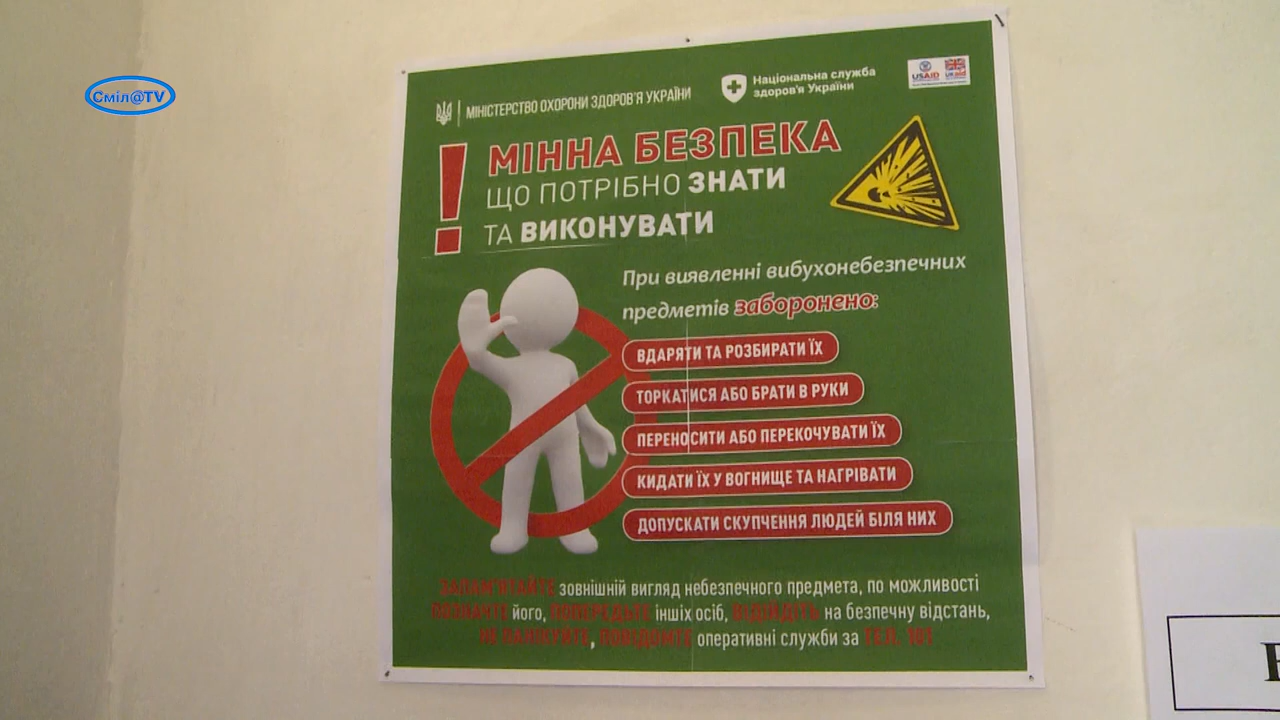 Сміл@TV
МІНІСТЕРСТВО ОХОРОНИ ЗДОРОВ'Я УКРАЇНИ
Національна служба
здоров'я України
USAID
UKaid
! МІННА БЕЗПЕКА
ЩО ПОТРІБНО ЗНАТИ
ТА ВИКОНУВАТИ
При виявленні вибухонебезпечних
предметів заборонено:
ВДАРЯТИ ТА РОЗБИРАТИ ЇХ
ТОРКАТИСЯ АБО БРАТИ В РУКИ
ПЕРЕНОСИТИ АБО ПЕРЕКОЧУВАТИ ЇХ
КИДАТИ ЇХ У ВОГНИЩЕ ТА НАГРІВАТИ
ДОПУСКАТИ СКУПЧЕННЯ ЛЮДЕЙ БІЛЯ НИХ
ЗАПАМ'ЯТАЙТЕ зовнішній вигляд небезпечного предмета, по можливості
ПОЗНАЧТЕ його, ПОПЕРЕДЬТЕ інших осіб, ВІДІЙДІТЬ на безпечну відстань,
НЕ ПАНІКУЙТЕ, ПОВІДОМТЕ оперативні служби за ТЕЛ. 101